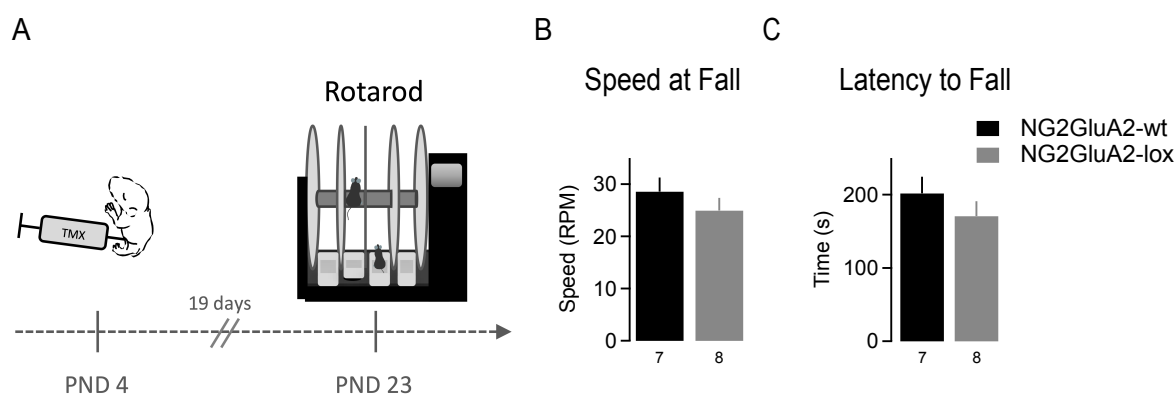 A
Rotarod
TMX
19 days
PND 4
PND 23
B
Speed at Fall
Speed (RPM)
30
20
10
0
7
8
C
Latency to Fall
NG2GluA2-wt
NG2GluA2-lox
Time (s)
200
100
0
7
8